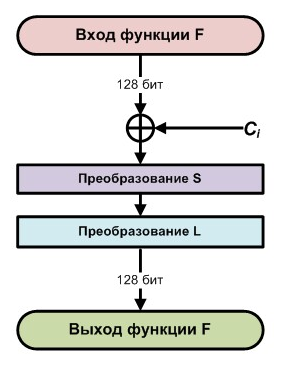 Вход функции F
128 бит
Ci
Преобразование S
Преобразование L
128 бит
Выход функции F